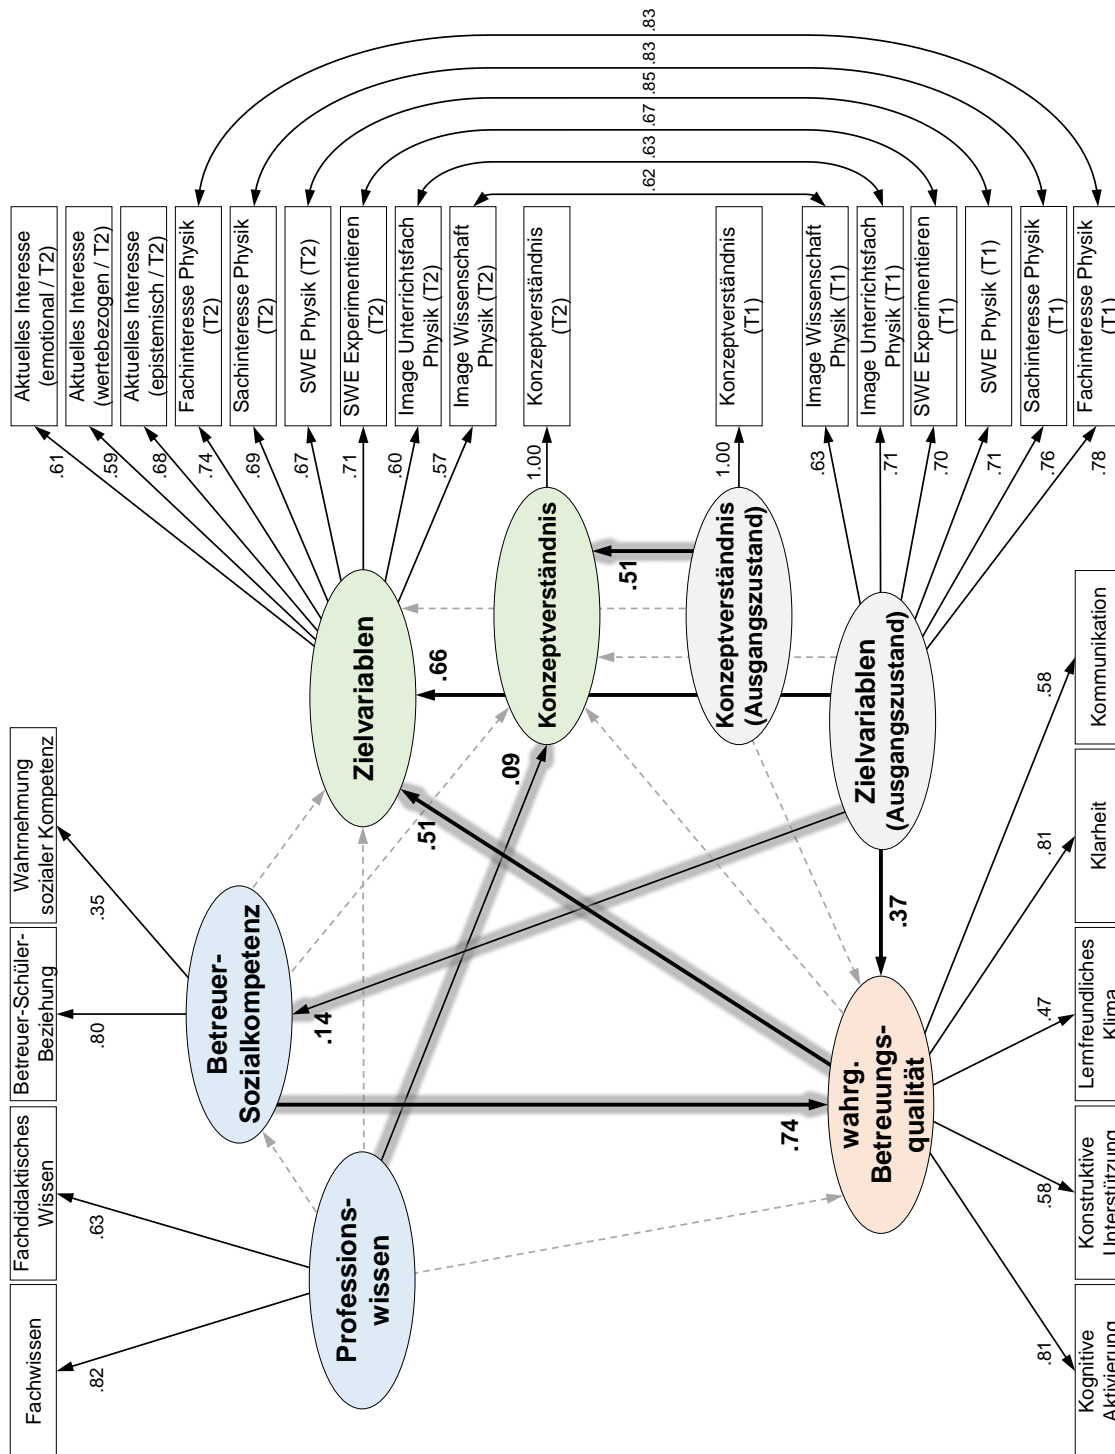 Fachwissen
Fachdidaktisches
Wissen
Betreuer-Schüler-
Beziehung
Wahrnehmung
sozialer Kompetenz
.82
.63
.80
.35
Professions-
wissen
Betreuer-
Sozialkompetenz
.14
.74
.09
.51
.66
.51
.37
Zielvariablen
Konzeptverständnis
Konzeptverständnis
(Ausgangszustand)
Zielvariablen
(Ausgangszustand)
wahrg.
Betreuungs-
qualität
.61
.59
.68
.74
.69
.67
.71
.60
.57
1.00
1.00
.63
.71
.70
.71
.76
.78
Aktuelles Interesse
(emotional / T2)
Aktuelles Interesse
(wertebezogen / T2)
Aktuelles Interesse
(epistemisch / T2)
Fachinteresse Physik
(T2)
Sachinteresse Physik
(T2)
SWE Physik (T2)
SWE Experimentieren
(T2)
Image Unterrichtsfach
Physik (T2)
Image Wissenschaft
Physik (T2)
Konzeptverständnis
(T2)
Konzeptverständnis
(T1)
Image Wissenschaft
Physik (T1)
Image Unterrichtsfach
Physik (T1)
SWE Experimentieren
(T1)
SWE Physik (T1)
Sachinteresse Physik
(T1)
Fachinteresse Physik
(T1)
.62
.63
.67
.85
.83
.83
.81
.58
.47
.81
.58
Kognitive
Aktivierung
Konstruktive
Unterstützung
Lernfreundliches
Klima
Klarheit
Kommunikation